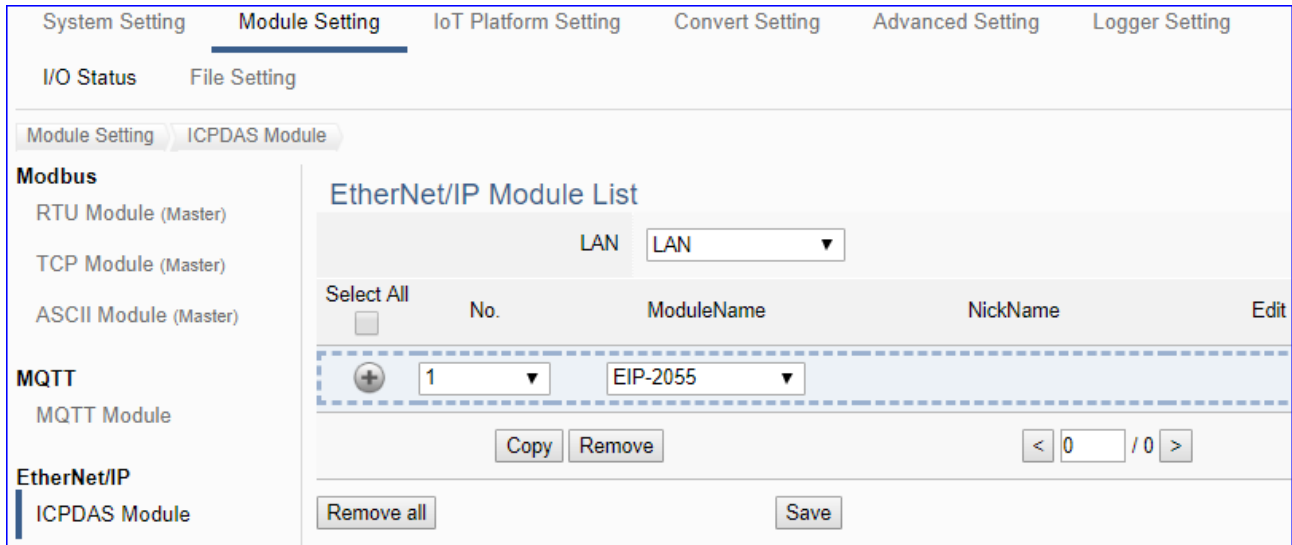 System Setting Module Setting IoT Platform Setting Convert Setting Advanced Setting Logger Setting
I/O Status File Setting
Module Setting ICPDAS Module
Modbus
RTU Module (Master)
TCP Module (Master)
ASCII Module (Master)
MQTT
MQTT Module
EtherNet/IP
ICPDAS Module
EtherNet/IP Module List
LAN LAN ▼
Select All No. ModuleName NickName Edit
1 ▼ EIP-2055 ▼
Copy Remove < 0 / 0 >
Remove all Save